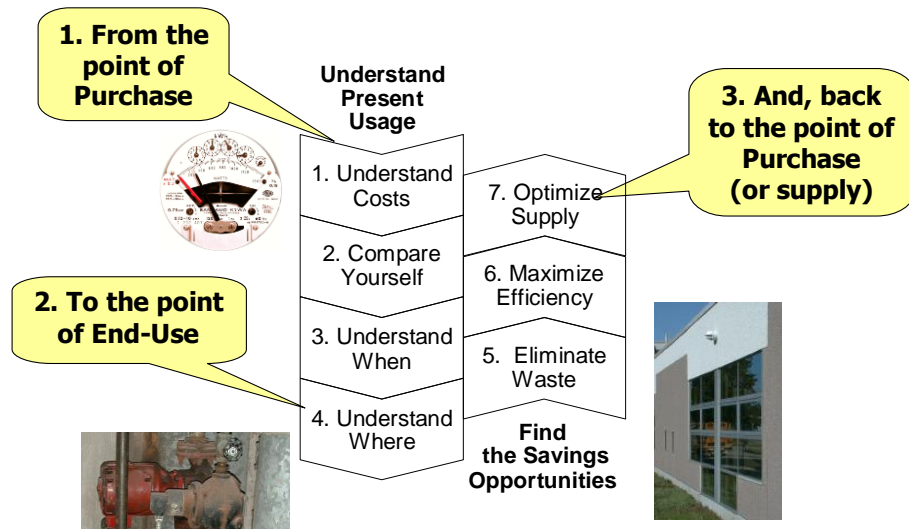 1. From the
point of
Purchase
Understand
Present
Usage
3. And, back
to the point of
Purchase
(or supply)
1. Understand
Costs
7. Optimize
Supply
2. Compare
Yourself
6. Maximize
Efficiency
2. To the point
of End-Use
3. Understand
When
5. Eliminate
Waste
4. Understand
Where
Find
the Savings
Opportunities
WATTS